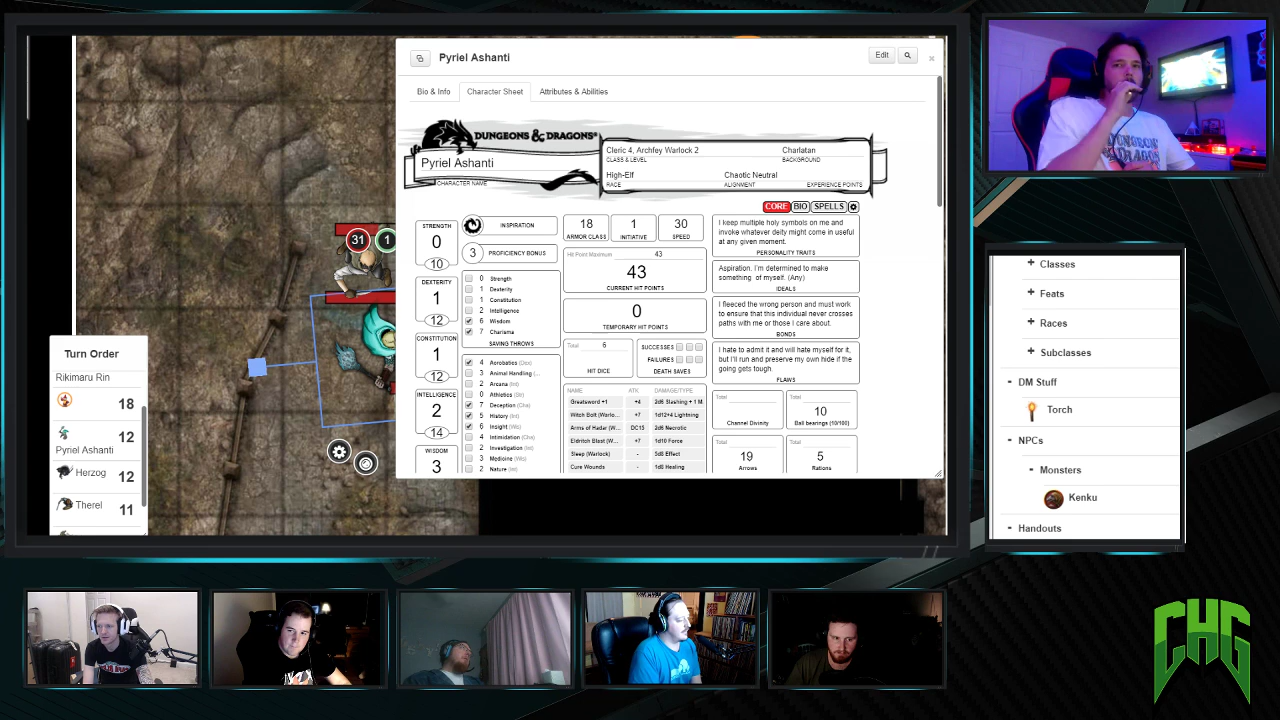 Pyriel Ashanti
Edit
Bio & Info
Character Sheet
Attributes & Abilities
DUNGEONS & DRAGONS
Pyriel Ashanti
CHARACTER NAME
Cleric 4, Archfey Warlock 2
Charlatan
CLASS & LEVEL
BACKGROUND
High-Elf
Chaotic Neutral
RACE
ALIGNMENT
EXPERIENCE POINTS
CORE
BIO
SPELLS
STRENGTH
0
10
DEXTERITY
1
12
CONSTITUTION
1
12
INTELLIGENCE
2
14
WISDOM
3
INSPIRATION
3
PROFICIENCY BONUS
0 Strength
1 Dexterity
1 Constitution
2 Intelligence
6 Wisdom
7 Charisma
SAVING THROWS
4 Acrobatics (Dex)
3 Animal Handling (...
2 Arcana (Int)
0 Athletics (Str)
7 Deception (Cha)
5 History (Int)
6 Insight (Wis)
4 Intimidation (Cha)
2 Investigation (Int)
3 Medicine (Wis)
2 Nature (Int)
18
ARMOR CLASS
1
INITIATIVE
30
SPEED
Hit Point Maximum 43
43
CURRENT HIT POINTS
0
TEMPORARY HIT POINTS
Total 6
HIT DICE
SUCCESSES
FAILURES
DEATH SAVES
NAME ATK DAMAGE/TYPE
Greatsword +1 +4 2d6 Slashing + 1 M
Witch Bolt (Warlo... +7 1d12+4 Lightning
Arms of Hadar (W... DC15 2d6 Necrotic
Eldritch Blast (W... +7 1d10 Force
Sleep (Warlock) - 5d8 Effect
Cure Wounds - 1d8 Healing
I keep multiple holy symbols on me and
invoke whatever deity might come in useful
at any given moment.
PERSONALITY TRAITS
Aspiration. I'm determined to make
something of myself. (Any)
IDEALS
I fleeced the wrong person and must work
to ensure that this individual never crosses
paths with me or those I care about.
BONDS
I hate to admit it and will hate myself for it,
but I'll run and preserve my own hide if the
going gets tough.
FLAWS
Total
Channel Divinity
Total
10
Ball bearings (10/100)
Total
19
Arrows
Total
5
Rations
31
1
Turn Order
Rikimaru Rin
18
12
Pyriel Ashanti
Herzog 12
Therel 11
+ Classes
+ Feats
+ Races
+ Subclasses
- DM Stuff
Torch
- NPCs
- Monsters
Kenku
- Handouts
CHG